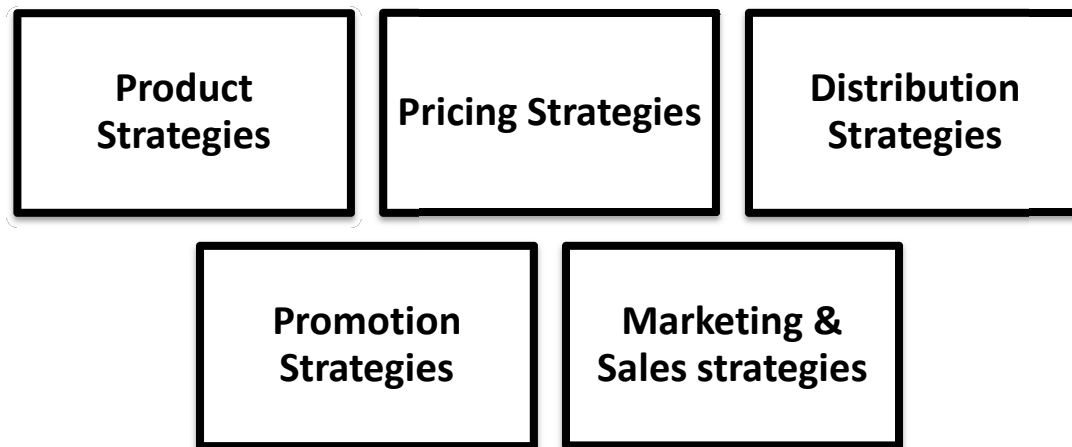 Product
Strategies
Pricing Strategies
Distribution
Strategies
Promotion
Strategies
Marketing &
Sales strategies